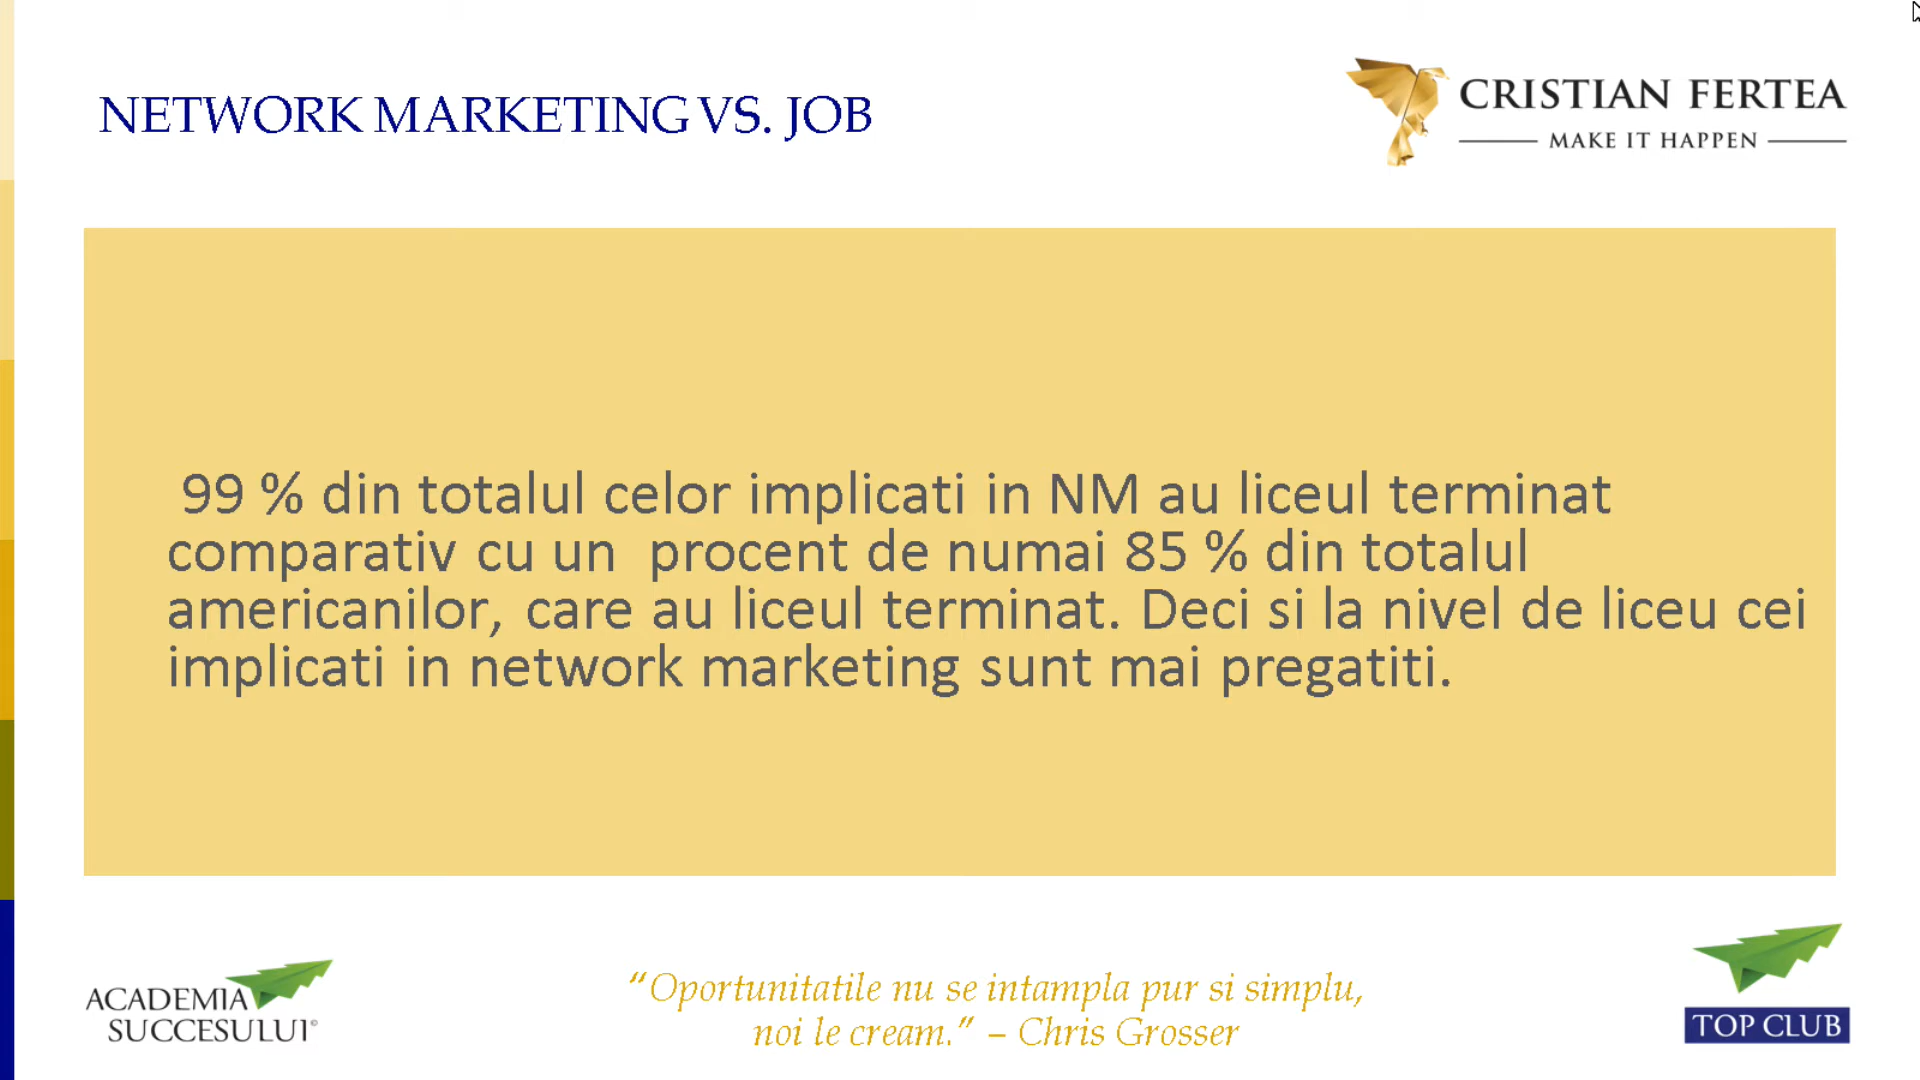 NETWORK MARKETING VS. JOB
CRISTIAN FERTEA
MAKE IT HAPPEN
99 % din totalul celor implicati in NM au liceul terminat
comparativ cu un procent de numai 85 % din totalul
americanilor, care au liceul terminat. Deci si la nivel de liceu cei
implicati in network marketing sunt mai pregatiti.
ACADEMIA
SUCCESULUI©
“Oportunitatile nu se intampla pur si simplu,
noi le cream.” – Chris Grosser
TOP CLUB